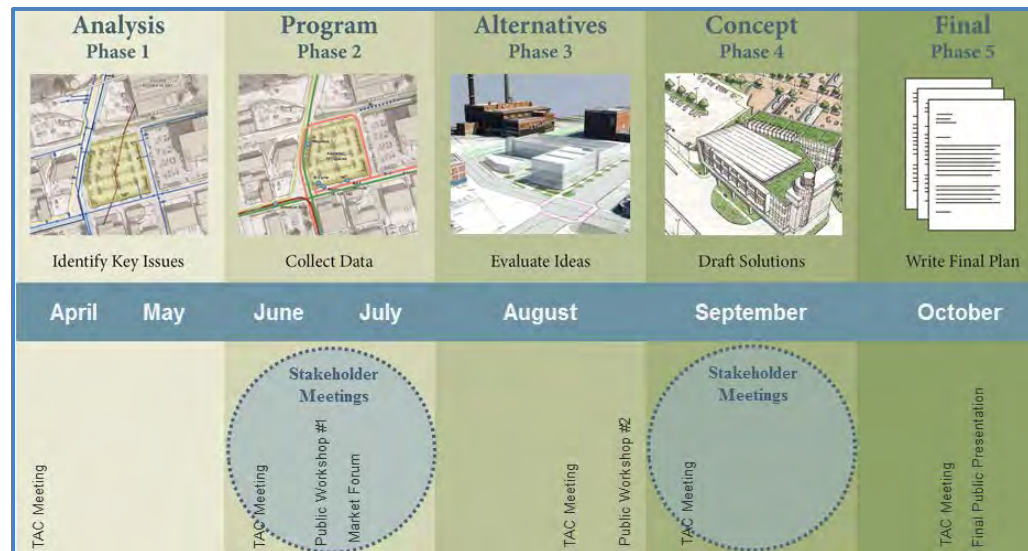 Analysis
Phase 1
Program
Phase 2
Alternatives
Phase 3
Concept
Phase 4
Final
Phase 5
Identify Key Issues
Collect Data
Evaluate Ideas
Draft Solutions
Write Final Plan
April
May
June
July
August
September
October
Stakeholder
Meetings
Stakeholder
Meetings
TAC Meeting
TAC Meeting
Public Workshop #1
Market Forum
TAC Meeting
Public Workshop #2
TAC Meeting
TAC Meeting
Final Public Presentation